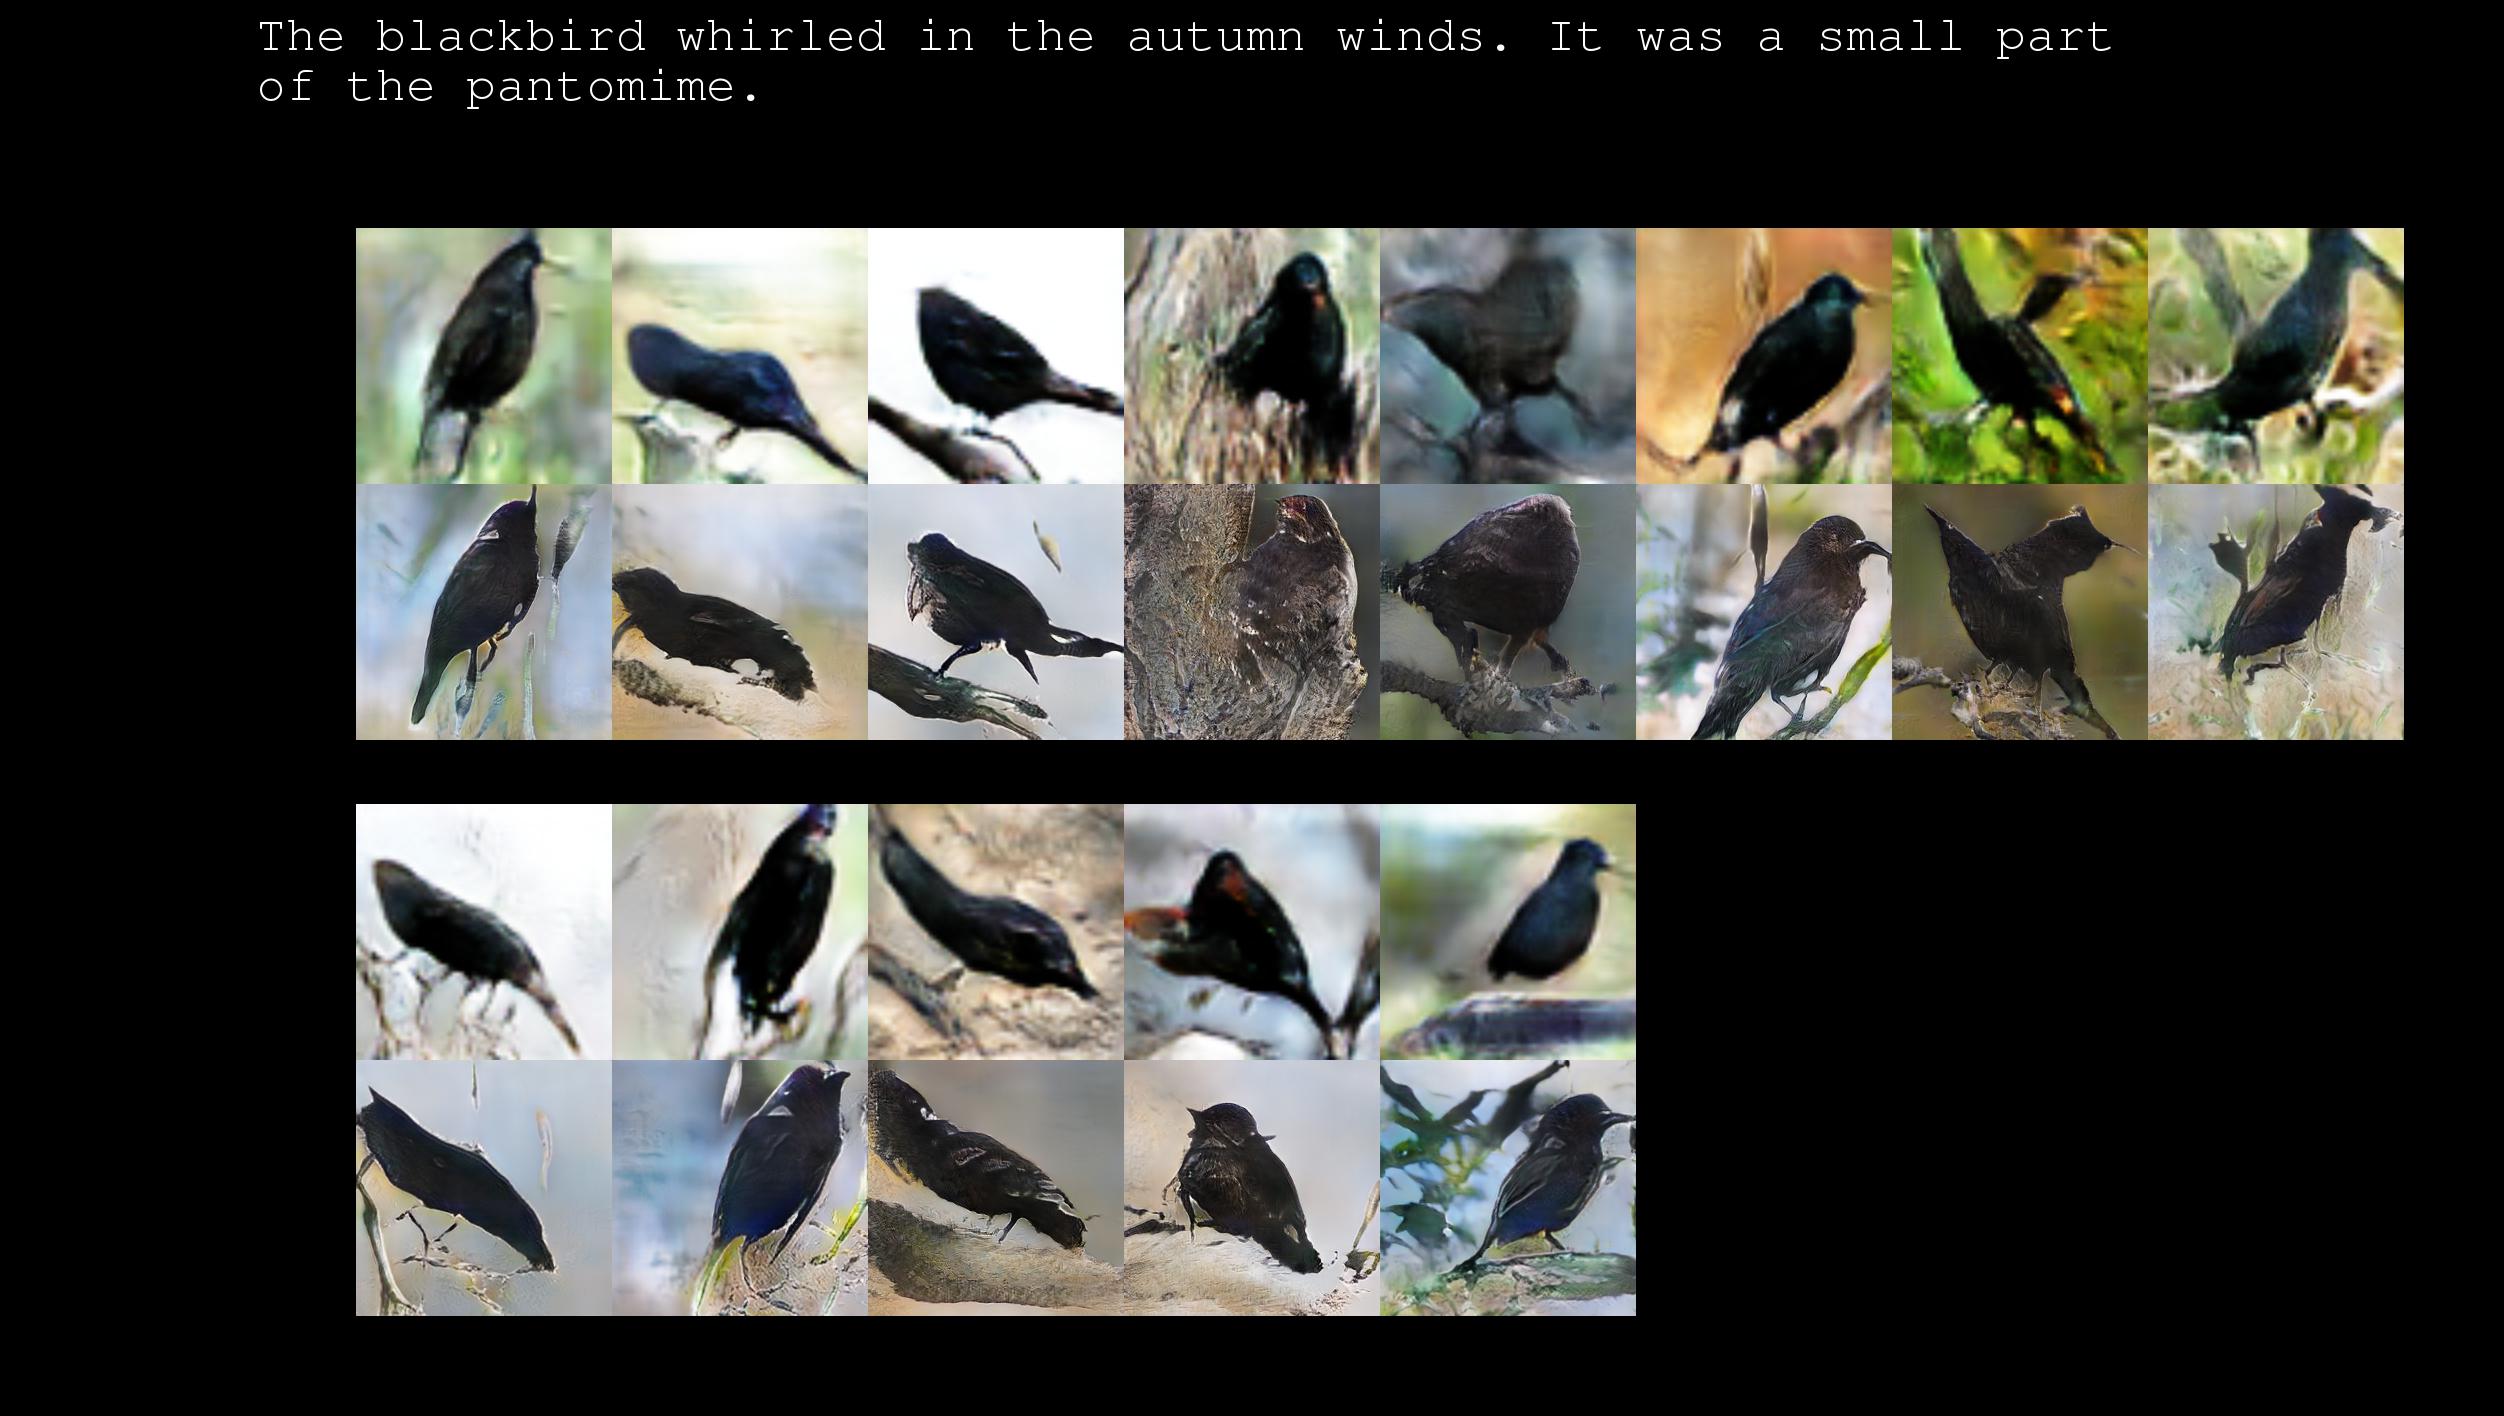 The blackbird whirled in the autumn winds. It was a small part
of the pantomime.